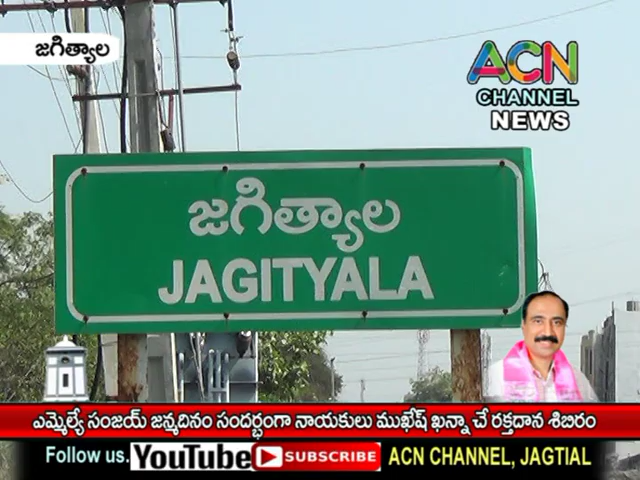 జగిత్యాల
ACN
CHANNEL
NEWS
జగిత్యాల
JAGITYALA
ఎమ్మెల్యే సంజయ్ జన్మదినం సందర్భంగా నాయకులు ముఖేష్ ఖన్నా చే రక్తదాన శిబిరం
Follow us. YouTube SUBSCRIBE ACN CHANNEL, JAGTIAL